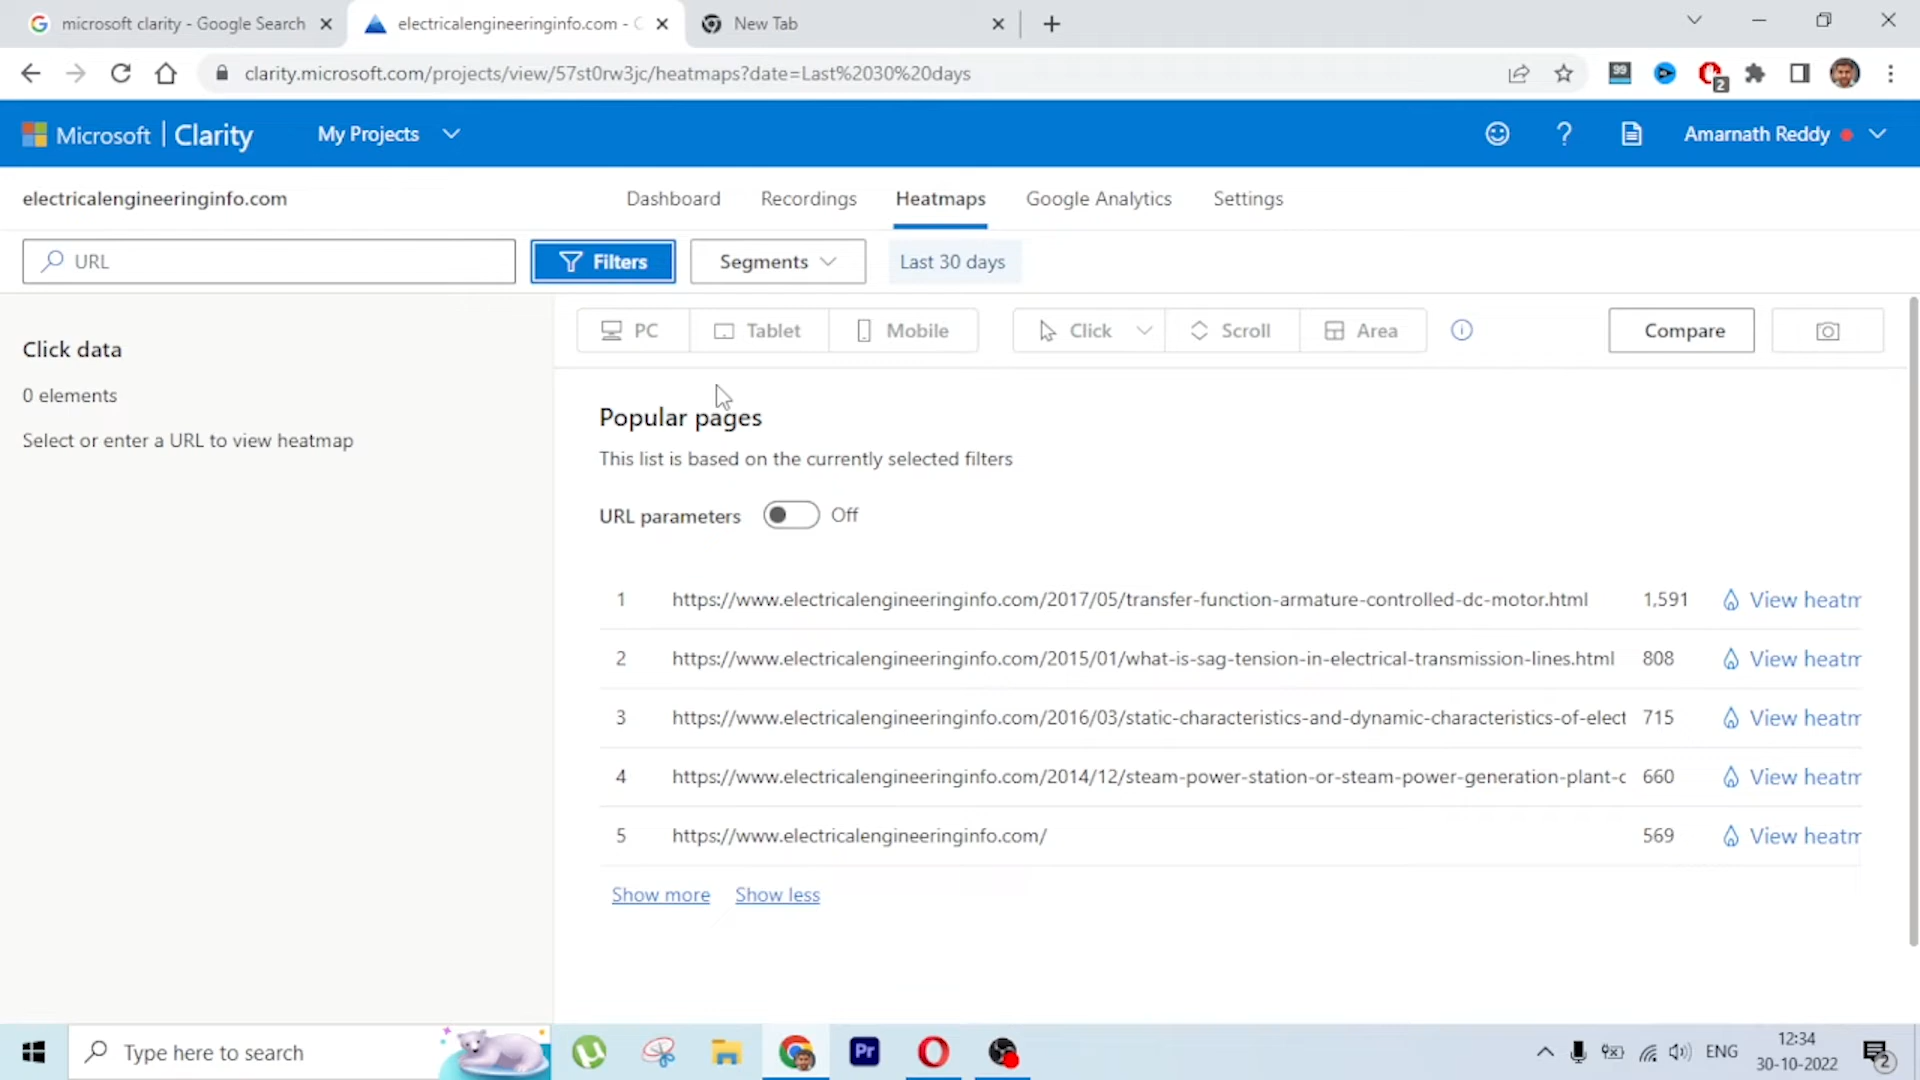 microsoft clarity - Google Search
electricalengineeringinfo.com -
New Tab
clarity.microsoft.com/projects/view/57st0rw3jc/heatmaps?date=Last%2030%20days
99
2
Microsoft | Clarity
My Projects
Amarnath Reddy
electricalengineeringinfo.com
Dashboard
Recordings
Heatmaps
Google Analytics
Settings
URL
Filters
Segments
Last 30 days
PC
Tablet
Mobile
Click
Scroll
Area
Compare
Click data
0 elements
Select or enter a URL to view heatmap
Popular pages
This list is based on the currently selected filters
URL parameters
Off
1 https://www.electricalengineeringinfo.com/2017/05/transfer-function-armature-controlled-dc-motor.html 1,591 View heatm
2 https://www.electricalengineeringinfo.com/2015/01/what-is-sag-tension-in-electrical-transmission-lines.html 808 View heatm
3 https://www.electricalengineeringinfo.com/2016/03/static-characteristics-and-dynamic-characteristics-of-elect 715 View heatm
4 https://www.electricalengineeringinfo.com/2014/12/steam-power-station-or-steam-power-generation-plant-c 660 View heatm
5 https://www.electricalengineeringinfo.com/ 569 View heatm
Show more
Show less
Type here to search
Pr
ENG
12:34
30-10-2022
2